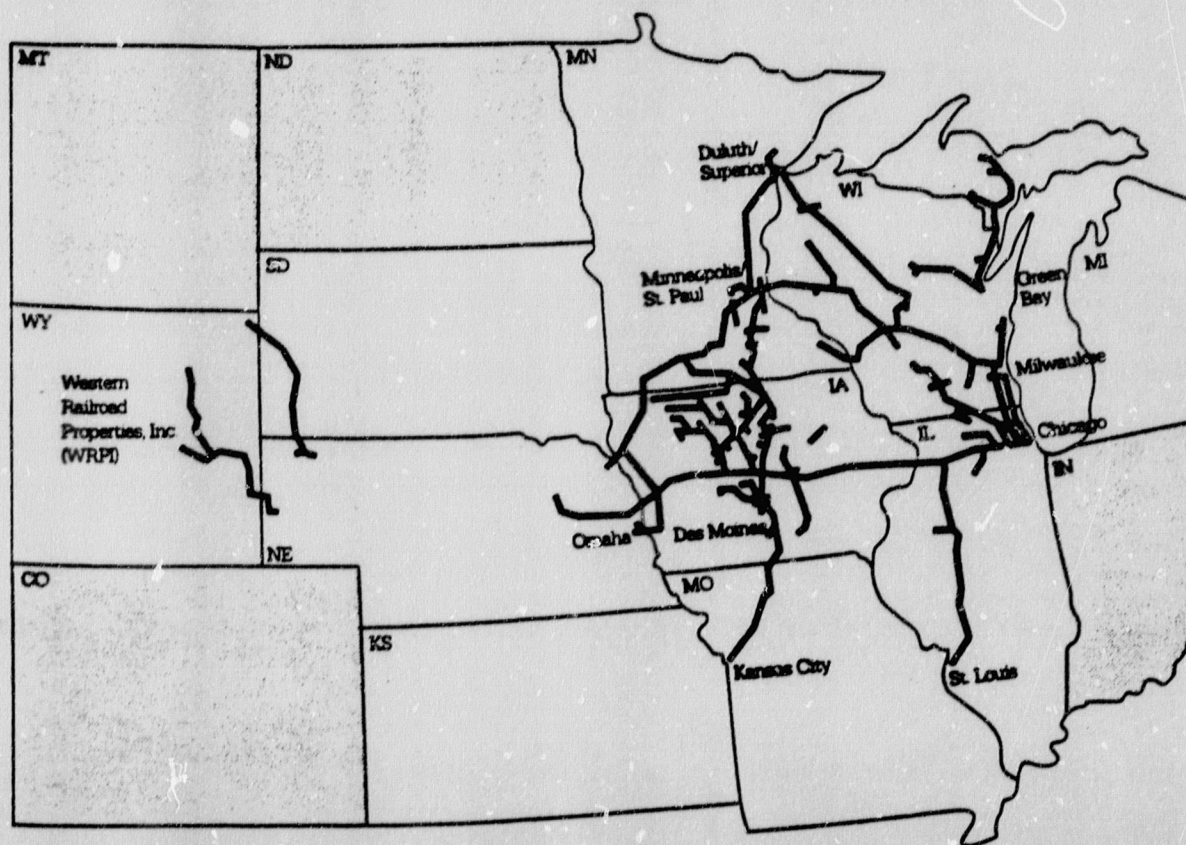 MT
ND
MN
Duluth/
Superior
WI
SD
Minneapolis/
St. Paul
Green
Bay
MI
WY
Western
Railroad
Properties, Inc
(WRPI)
IA
Milwaukee
IL
Chicago
IN
Omaha
Des Moines
NE
CO
MO
KS
Kansas City
St. Louis